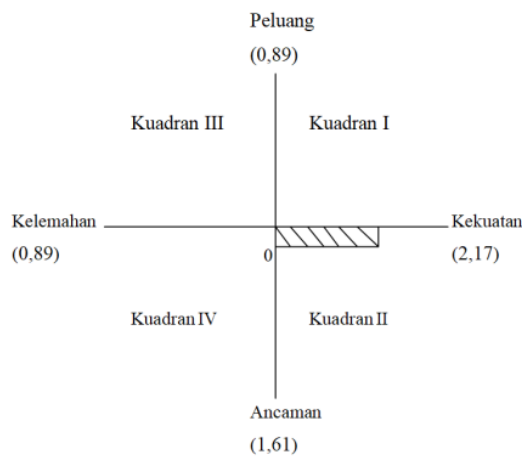 Peluang
(0,89)
Kuadran III
Kuadran I
Kelemahan
(0,89)
Kekuatan
(2,17)
0
Kuadran IV
Kuadran II
Ancaman
(1,61)